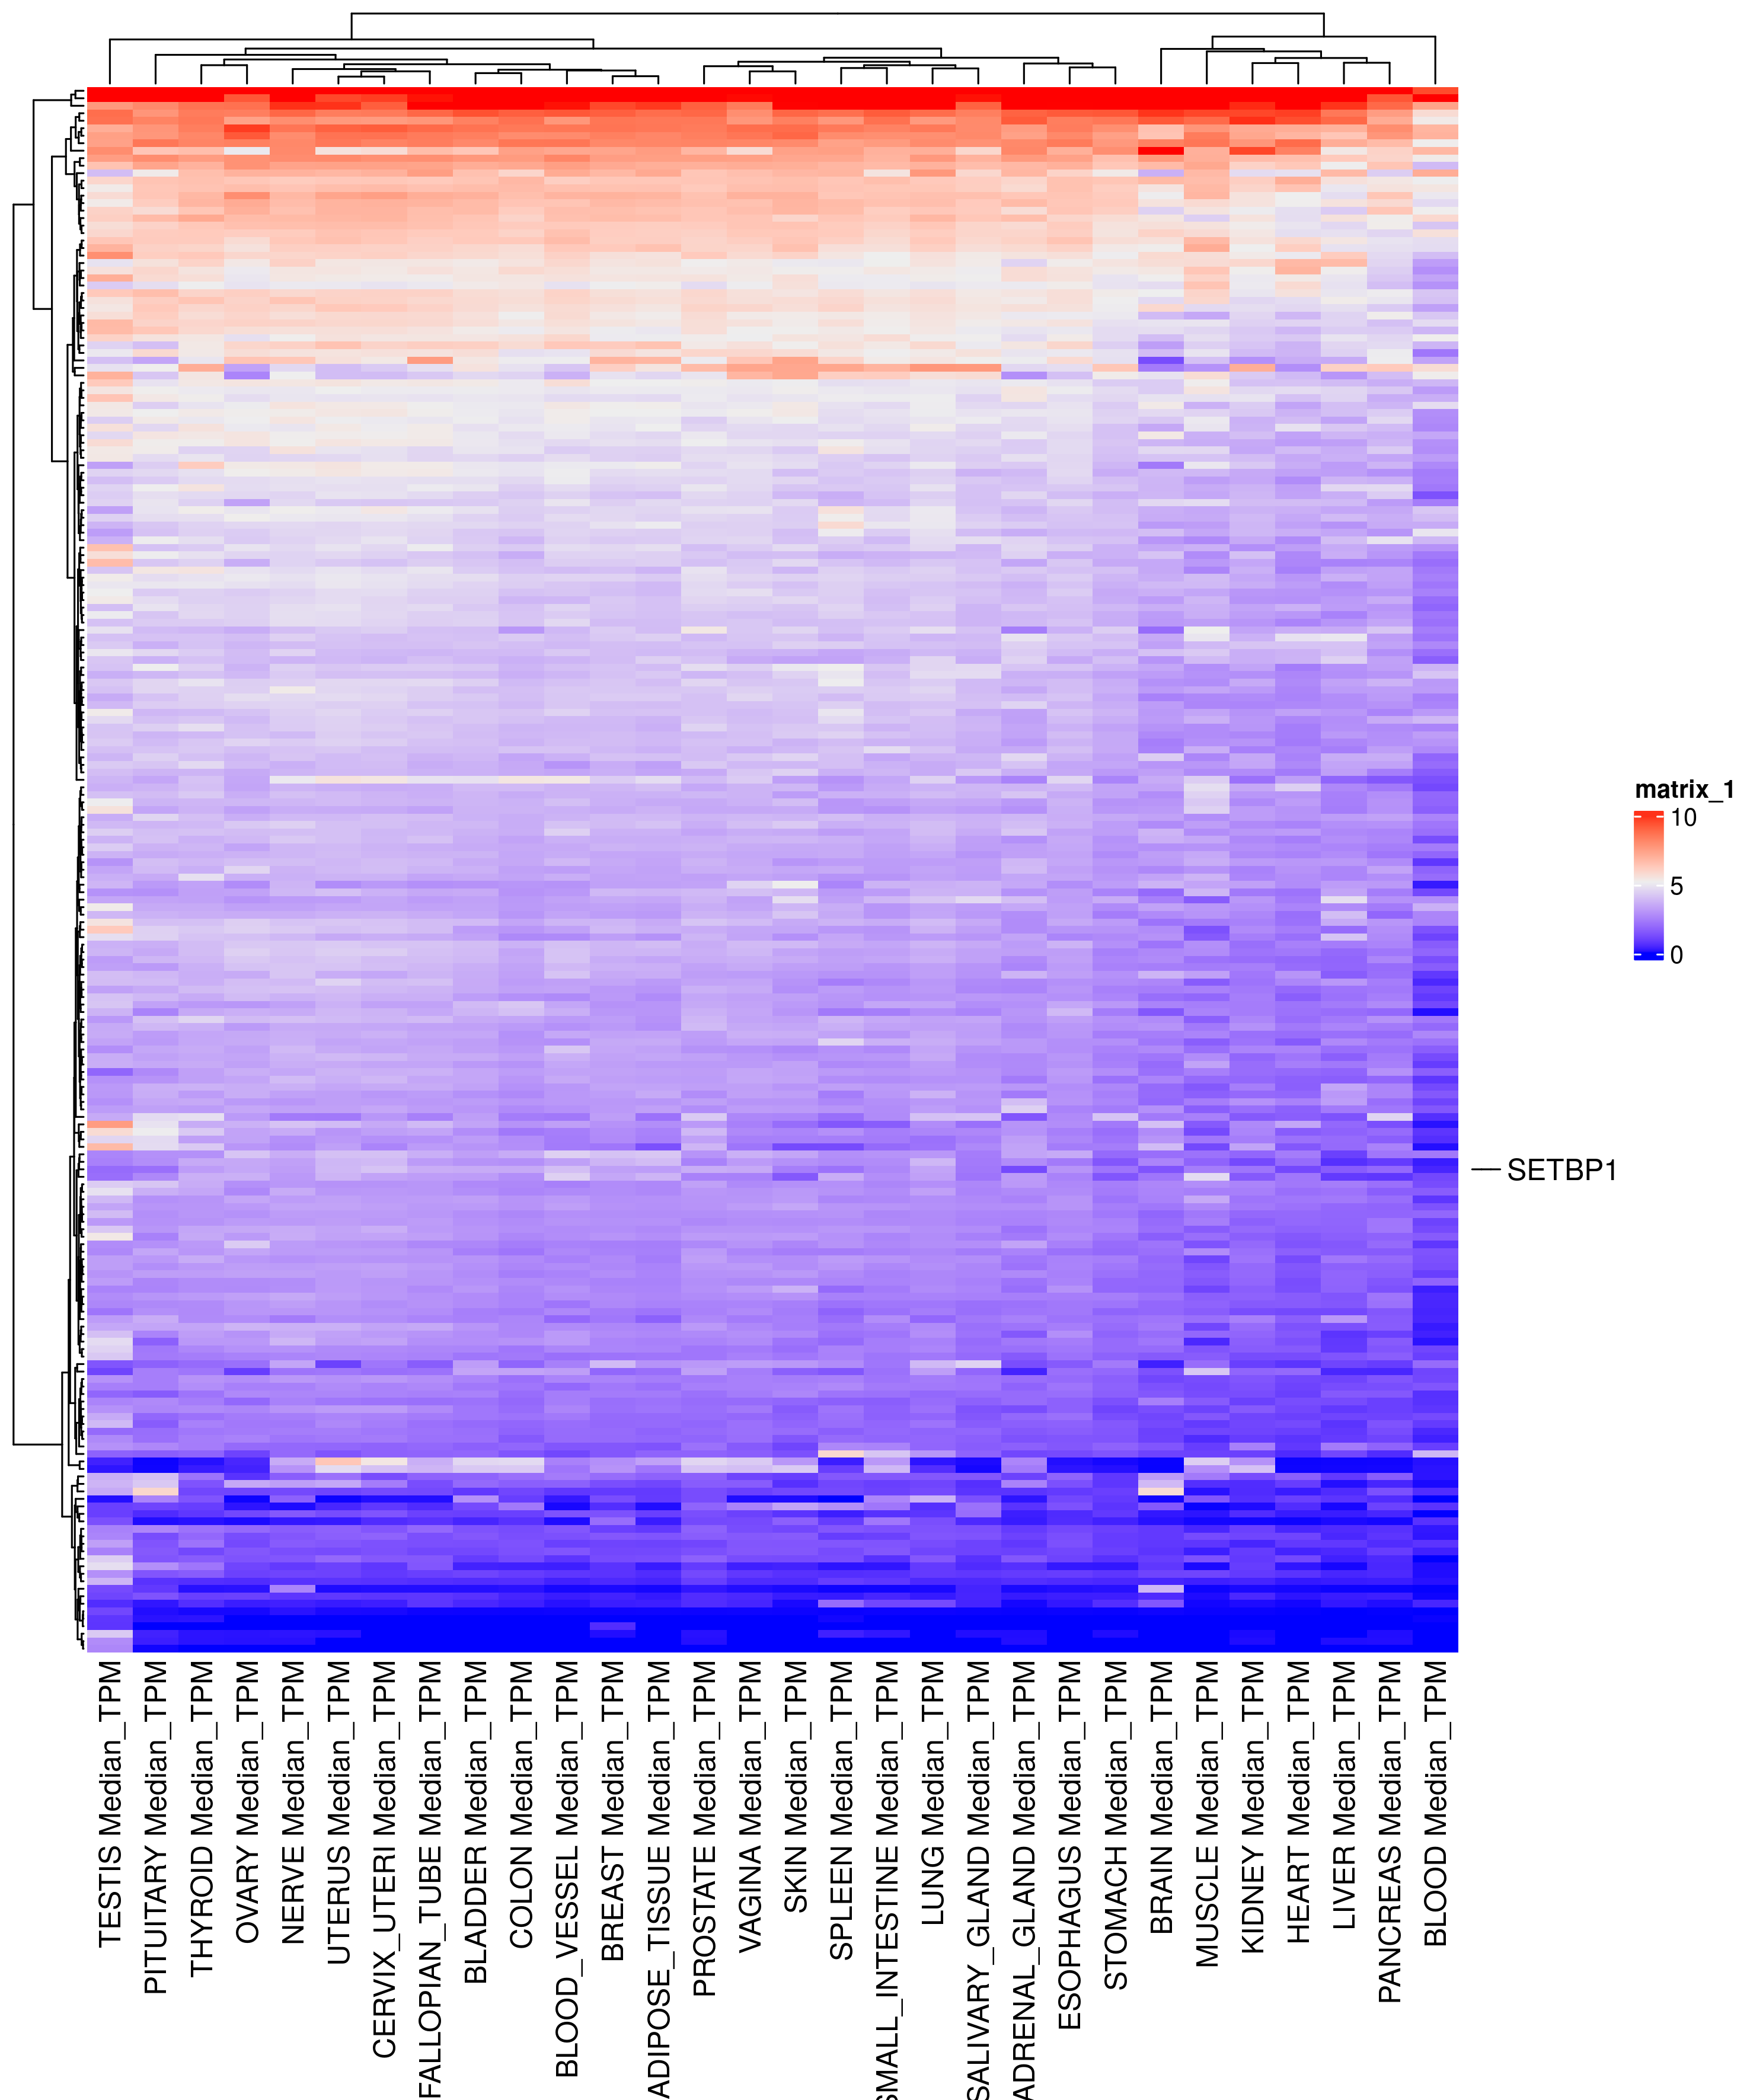 matrix_1
10
5
0
SETBP1
TESTIS Median_TPM
PITUITARY Median_TPM
THYROID Median_TPM
OVARY Median_TPM
NERVE Median_TPM
UTERUS Median_TPM
CERVIX_UTERI Median_TPM
FALLOPIAN_TUBE Median_TPM
BLADDER Median_TPM
COLON Median_TPM
BLOOD_VESSEL Median_TPM
BREAST Median_TPM
ADIPOSE_TISSUE Median_TPM
PROSTATE Median_TPM
VAGINA Median_TPM
SKIN Median_TPM
SPLEEN Median_TPM
SMALL_INTESTINE Median_TPM
LUNG Median_TPM
SALIVARY_GLAND Median_TPM
ADRENAL_GLAND Median_TPM
ESOPHAGUS Median_TPM
STOMACH Median_TPM
BRAIN Median_TPM
MUSCLE Median_TPM
KIDNEY Median_TPM
HEART Median_TPM
LIVER Median_TPM
PANCREAS Median_TPM
BLOOD Median_TPM